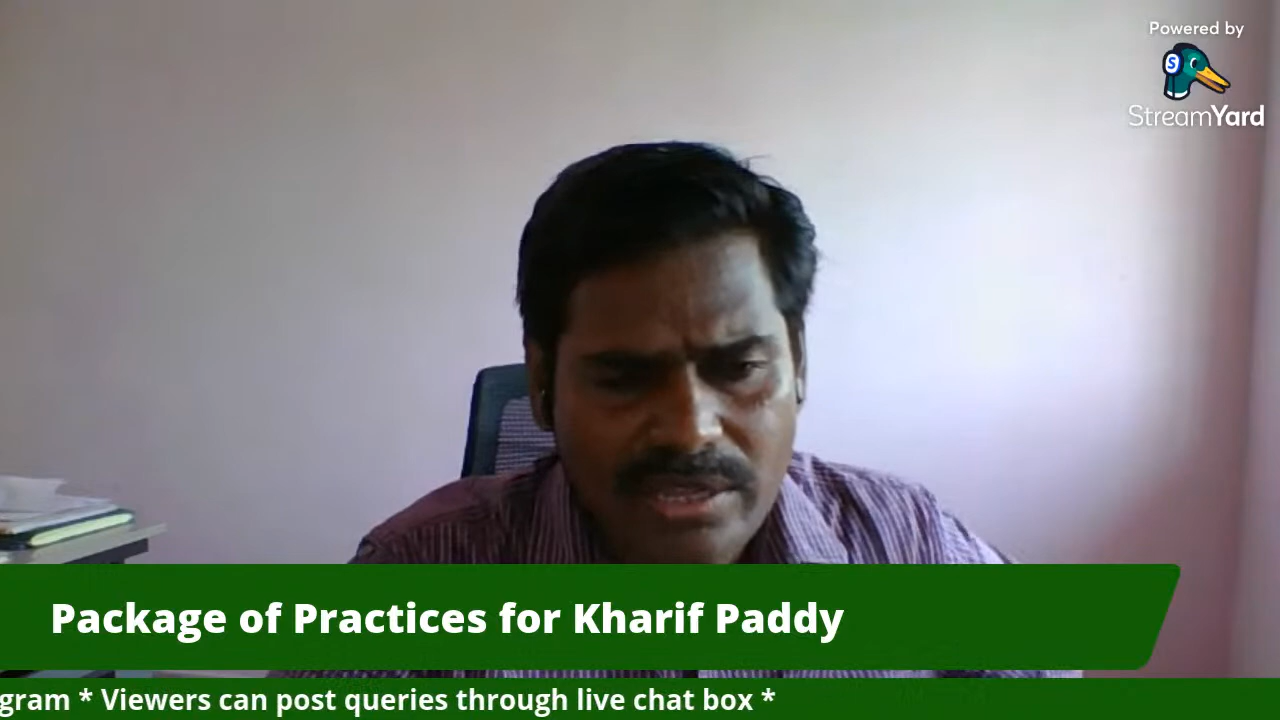 Powered by
StreamYard
Package of Practices for Kharif Paddy
gram * Viewers can post queries through live chat box *